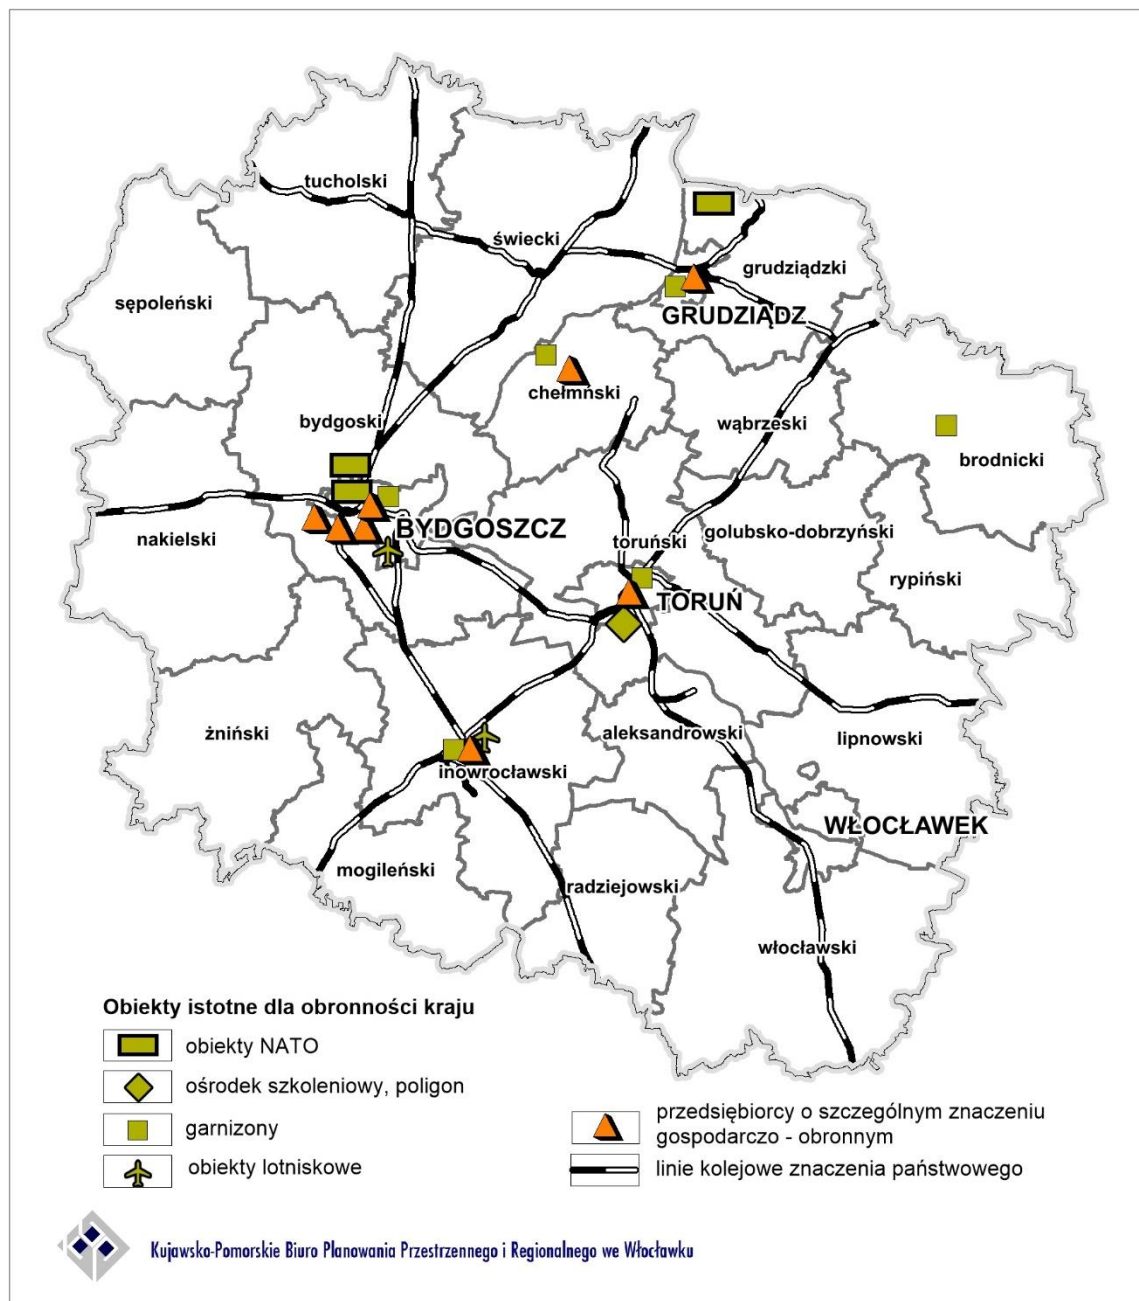 tucholski
świecki
grudziądzki
sępoleński
GRUDZIĄDZ
chełmński
bydgoski
wąbrzeski
brodnicki
BYDGOSZCZ
nakielski
toruński
golubsko-dobrzyński
rypiński
TORUŃ
żniński
aleksandrowski
lipnowski
inowrocławski
WŁOCŁAWEK
mogileński
radziejowski
włocławski
Obiekty istotne dla obronności kraju
obiekty NATO
ośrodek szkoleniowy, poligon
garnizony
obiekty lotniskowe
przedsiębiorcy o szczególnym znaczeniu
gospodarczo - obronnym
linie kolejowe znaczenia państwowego
Kujawsko-Pomorskie Biuro Planowania Przestrzennego i Regionalnego we Włocławku